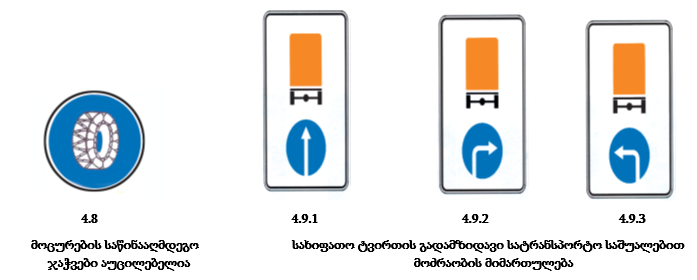 4.8 4.9.1 4.9.2 4.9.3
მოცურების საწინააღმდეგო
ჯაჭვები აუცილებელია
სახიფათო ტვირთის გადამზიდავი სატრანსპორტო საშუალებით
მოძრაობის მიმართულება